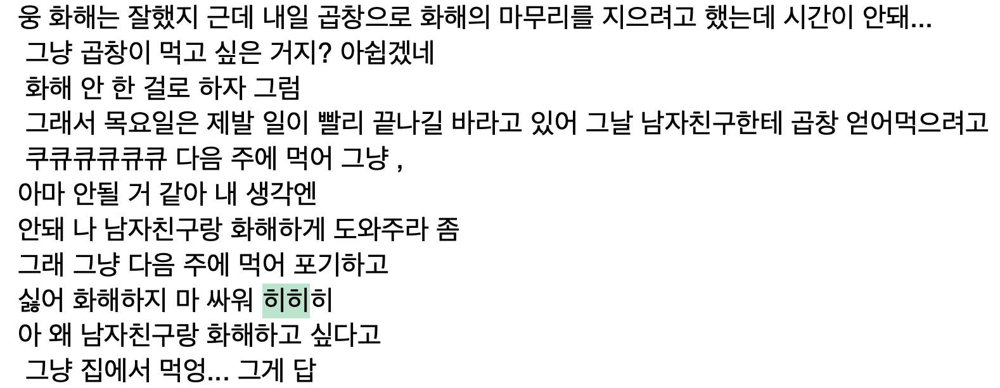 웅 화해는 잘했지 근데 내일 곱창으로 화해의 마무리를 지으려고 했는데 시간이 안돼...
그냥 곱창이 먹고 싶은 거지? 아쉽겠네
화해 안 한 걸로 하자 그럼
그래서 목요일은 제발 일이 빨리 끝나길 바라고 있어 그날 남자친구한테 곱창 얻어먹으려고
쿠큐큐큐큐큐 다음 주에 먹어 그냥 ,
아마 안될 거 같아 내 생각엔
안돼 나 남자친구랑 화해하게 도와주라 좀
그래 그냥 다음 주에 먹어 포기하고
싫어 화해하지 마 싸워 히히히
아 왜 남자친구랑 화해하고 싶다고
그냥 집에서 먹엉... 그게 답